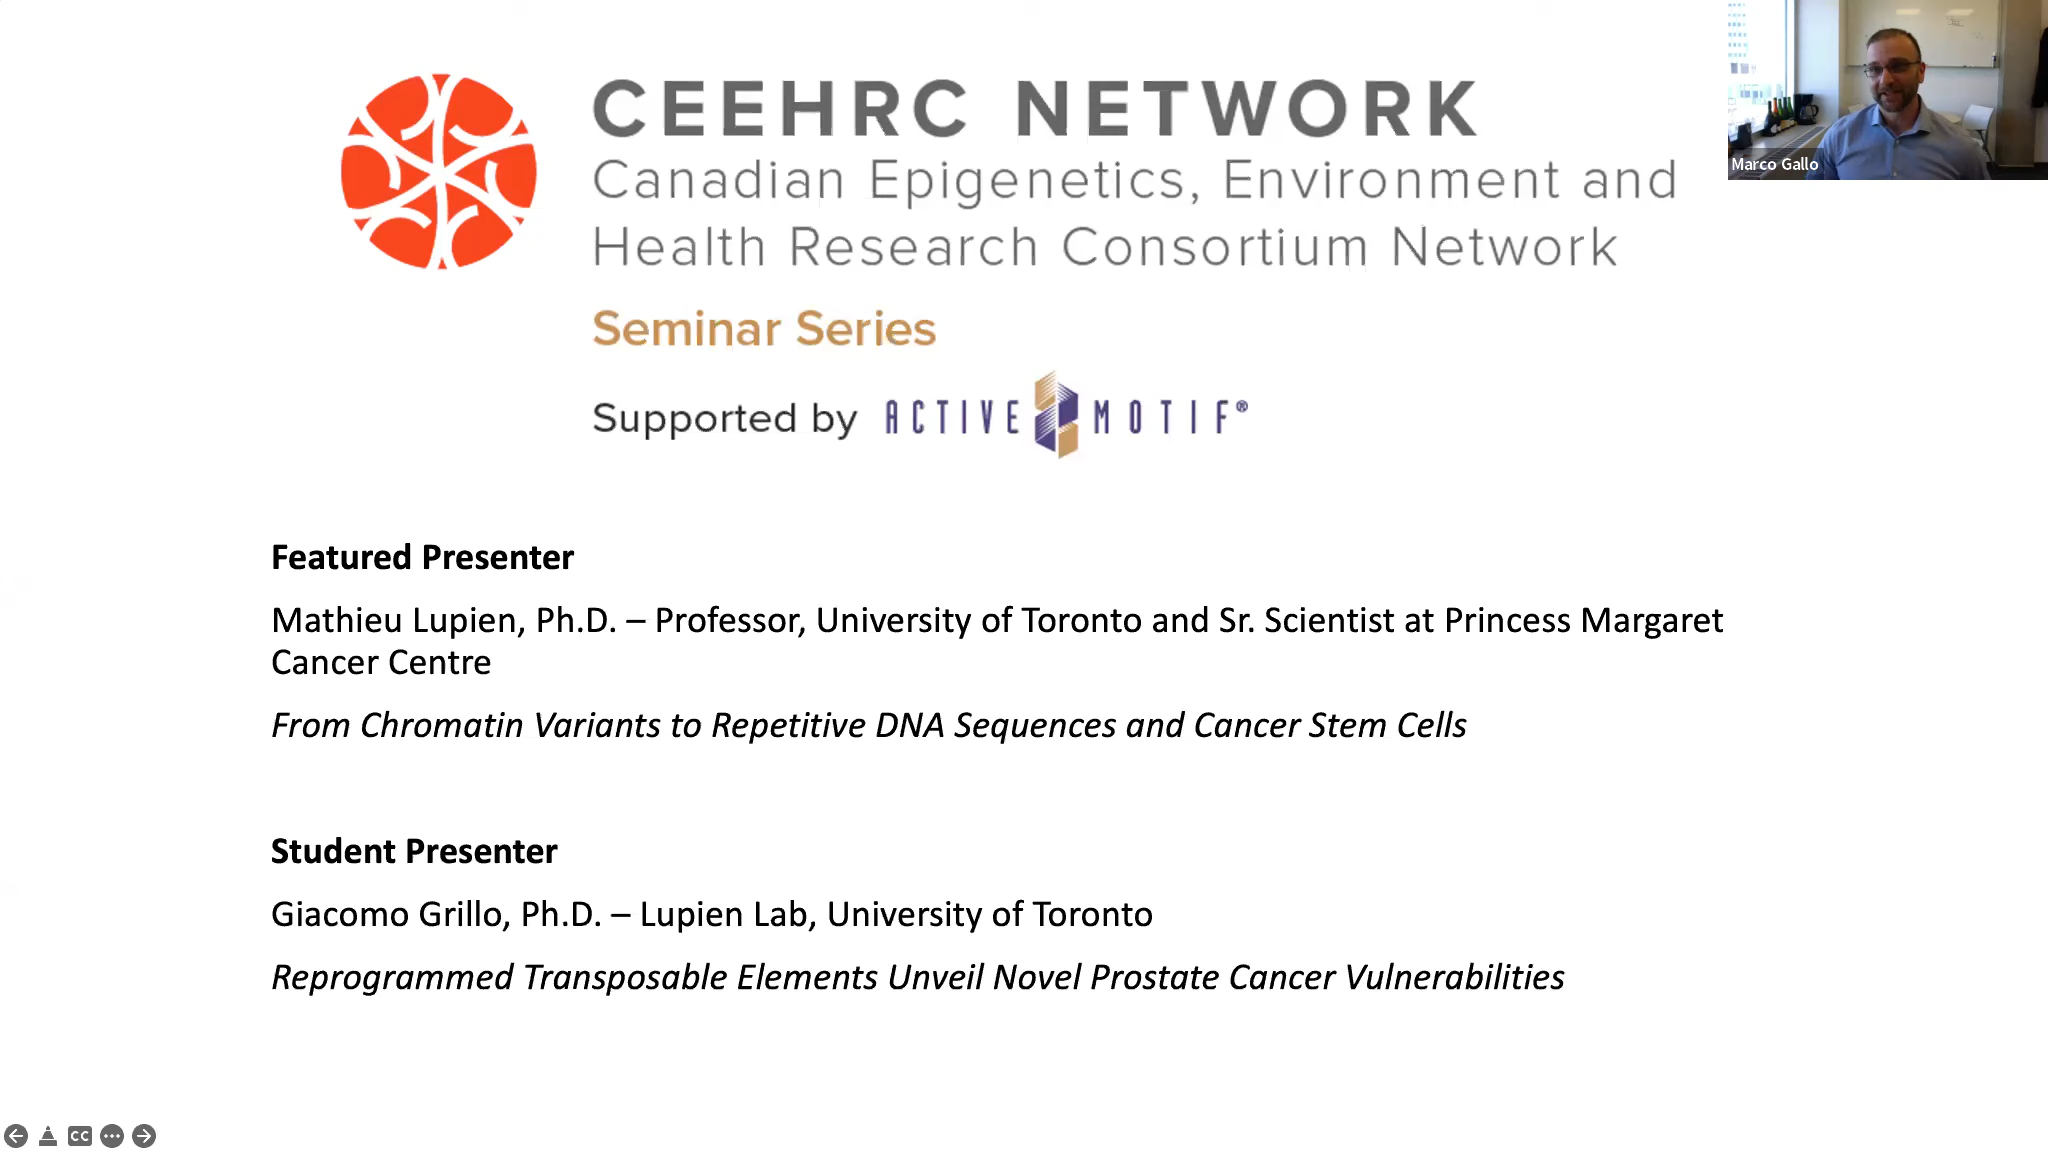 CEEHRC NETWORK
Canadian Epigenetics, Environment and
Health Research Consortium Network
Seminar Series
Supported by ACTIVE MOTIF®
Marco Gallo
Featured Presenter
Mathieu Lupien, Ph.D. – Professor, University of Toronto and Sr. Scientist at Princess Margaret
Cancer Centre
From Chromatin Variants to Repetitive DNA Sequences and Cancer Stem Cells
Student Presenter
Giacomo Grillo, Ph.D. – Lupien Lab, University of Toronto
Reprogrammed Transposable Elements Unveil Novel Prostate Cancer Vulnerabilities
CC